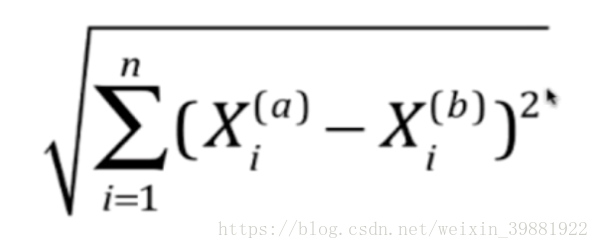 √(∑_{i=1}^{n} (X_i^{(a)} − X_i^{(b)})^2)
https://blog.csdn.net/weixin_39881922